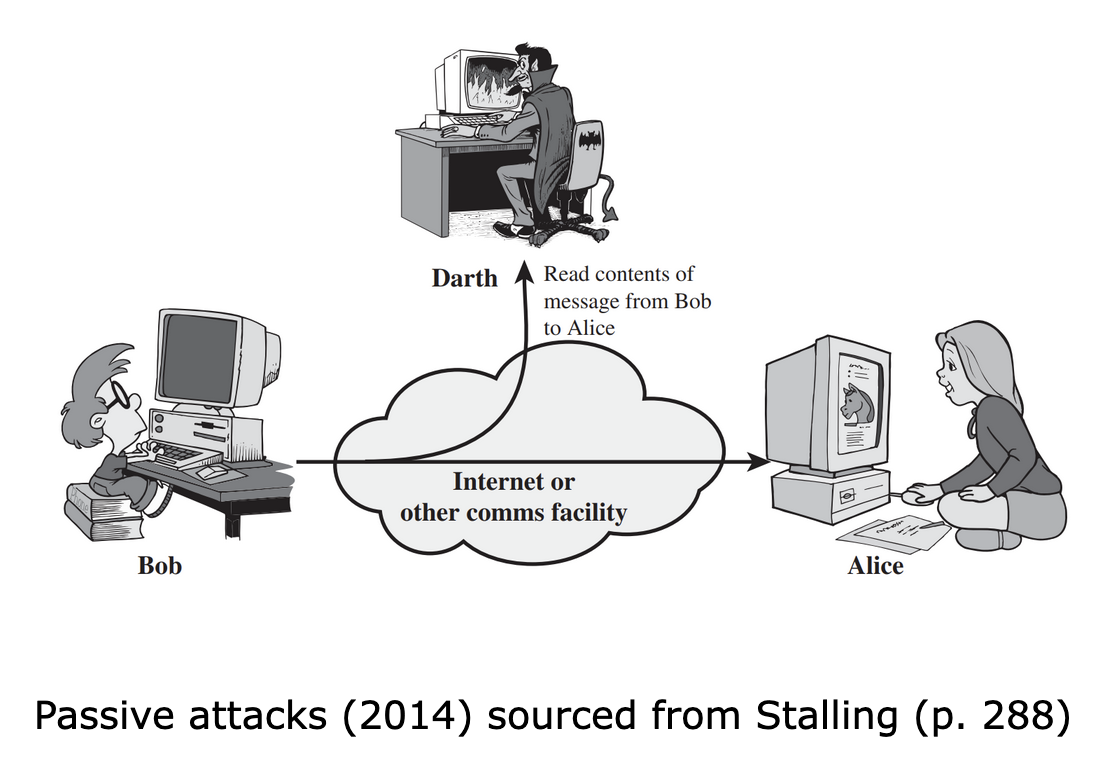 Darth
Read contents of
message from Bob
to Alice
Internet or
other comms facility
Bob
Alice
Passive attacks (2014) sourced from Stalling (p. 288)